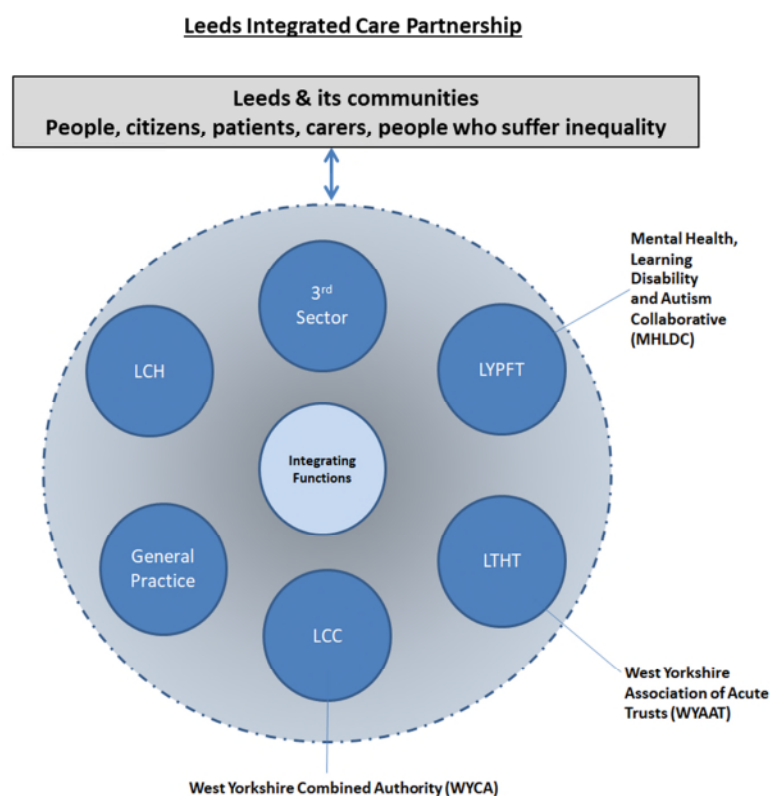 Leeds Integrated Care Partnership
Leeds & its communities
People, citizens, patients, carers, people who suffer inequality
Mental Health,
Learning
Disability
and Autism
Collaborative
(MHLDC)
3rd
Sector
LCH
LYPFT
Integrating
Functions
General
Practice
LTHT
LCC
West Yorkshire
Association of Acute
Trusts (WYAAT)
West Yorkshire Combined Authority (WYCA)